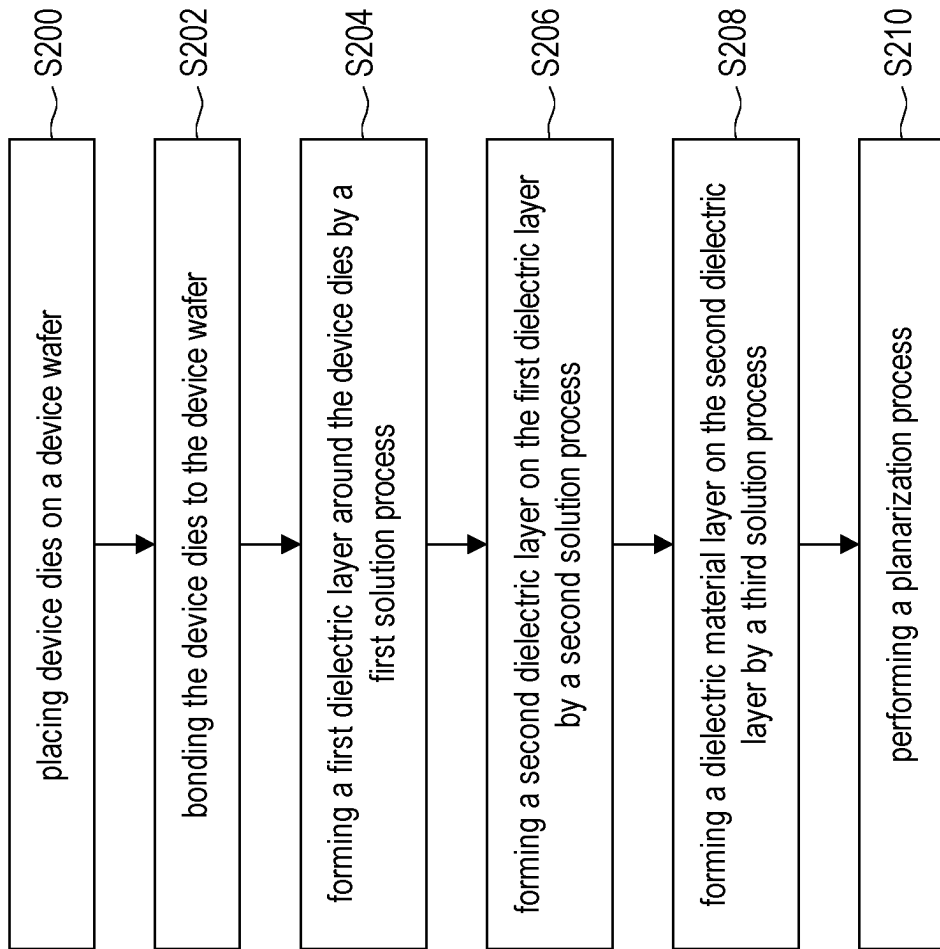 placing device dies on a device wafer
S200
bonding the device dies to the device wafer
S202
forming a first dielectric layer around the device dies by a
first solution process
S204
forming a second dielectric layer on the first dielectric layer
by a second solution process
S206
forming a dielectric material layer on the second dielectric
layer by a third solution process
S208
performing a planarization process
S210